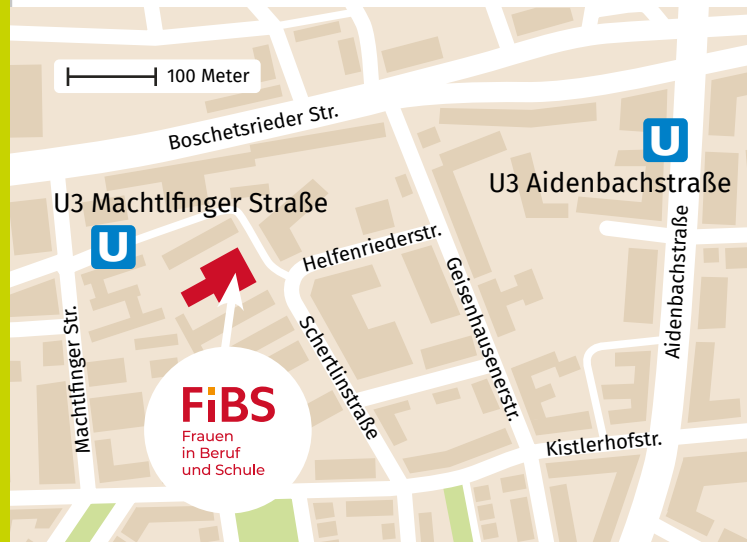 100 Meter
Boschetsrieder Str.
U
U3 Aidenbachstraße
U3 Machtlfinger Straße
U
Helfenriederstr.
Geisenhausenerstr.
Aidenbachstraße
Machtlfinger Str.
Schertlinstraße
FiBS
Frauen
in Beruf
und Schule
Kistlerhofstr.